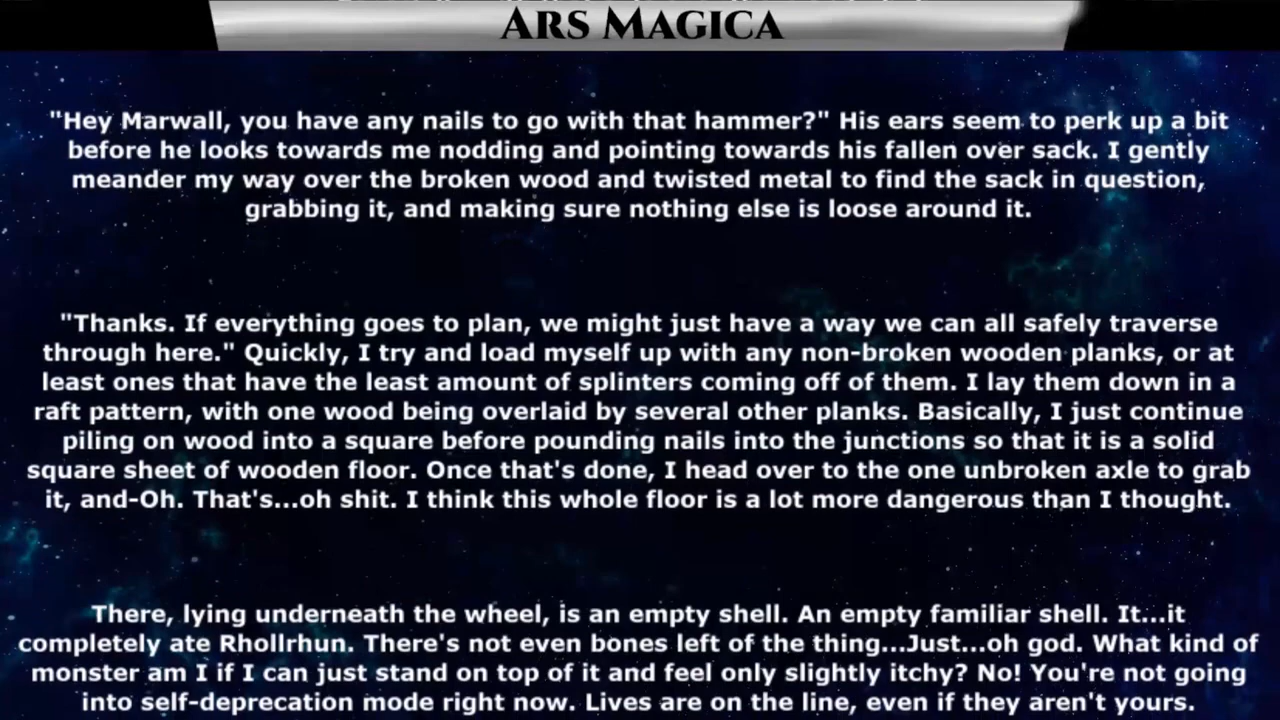 Ars Magica
"Hey Marwall, you have any nails to go with that hammer?" His ears seem to perk up a bit
before he looks towards me nodding and pointing towards his fallen over sack. I gently
meander my way over the broken wood and twisted metal to find the sack in question,
grabbing it, and making sure nothing else is loose around it.
"Thanks. If everything goes to plan, we might just have a way we can all safely traverse
through here." Quickly, I try and load myself up with any non-broken wooden planks, or at
least ones that have the least amount of splinters coming off of them. I lay them down in a
raft pattern, with one wood being overlaid by several other planks. Basically, I just continue
piling on wood into a square before pounding nails into the junctions so that it is a solid
square sheet of wooden floor. Once that's done, I head over to the one unbroken axle to grab
it, and-Oh. That's...oh shit. I think this whole floor is a lot more dangerous than I thought.
There, lying underneath the wheel, is an empty shell. An empty familiar shell. It...it
completely ate Rhollrhun. There's not even bones left of the thing...Just...oh god. What kind of
monster am I if I can just stand on top of it and feel only slightly itchy? No! You're not going
into self-deprecation mode right now. Lives are on the line, even if they aren't yours.